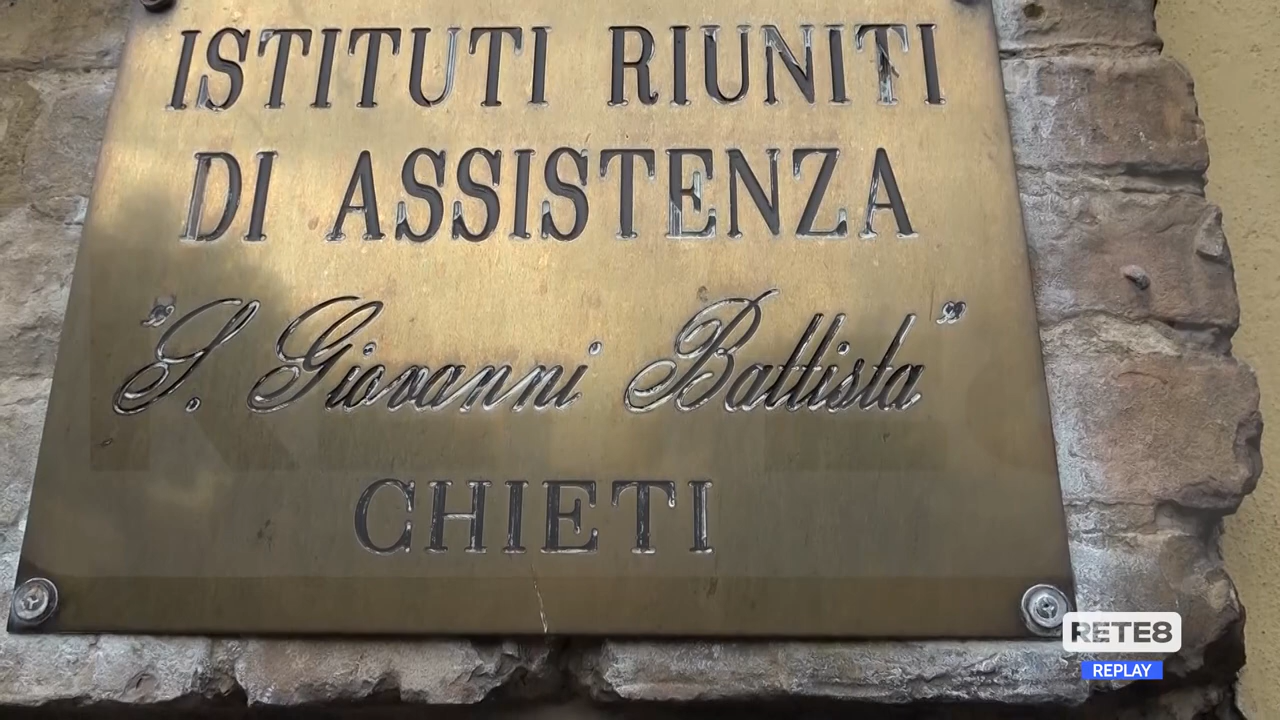 ISTITUTI RIUNITI
DI ASSISTENZA
"S. Giovanni Battista"
CHIETI
RETE8
REPLAY